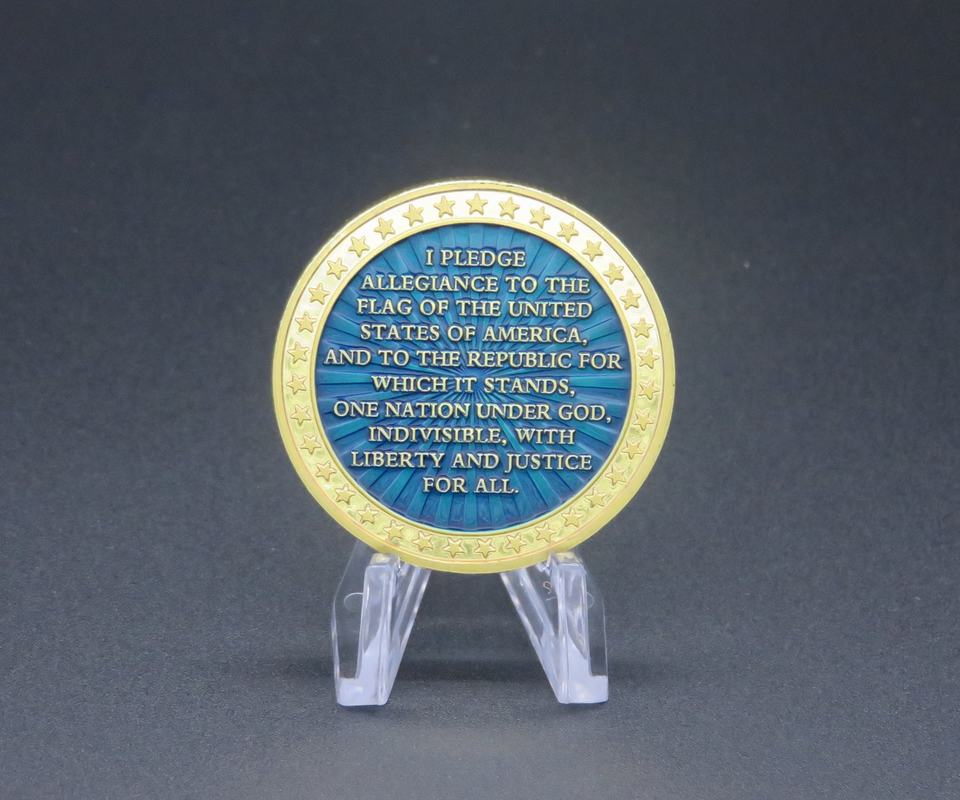 I PLEDGE
ALLEGIANCE TO THE
FLAG OF THE UNITED
STATES OF AMERICA,
AND TO THE REPUBLIC FOR
WHICH IT STANDS,
ONE NATION UNDER GOD,
INDIVISIBLE, WITH
LIBERTY AND JUSTICE
FOR ALL.